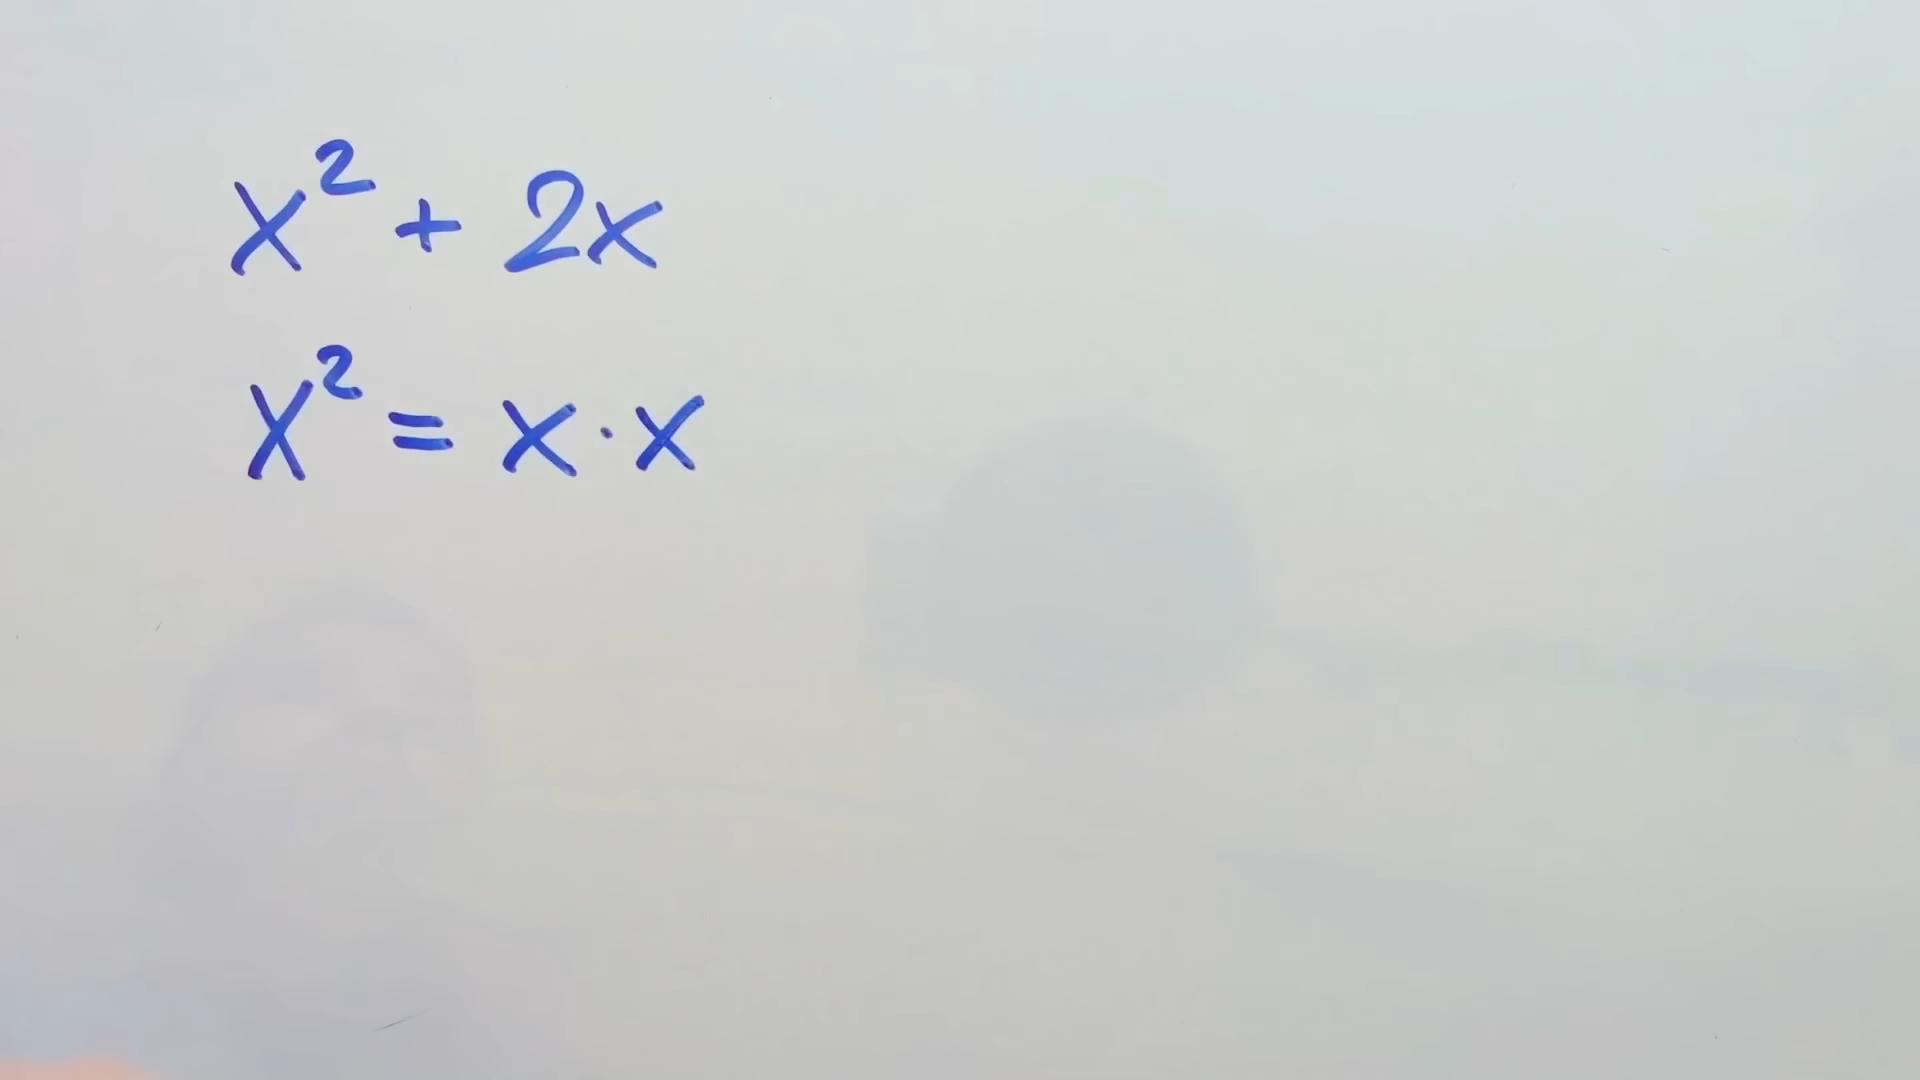 x² + 2x
x² = x · x